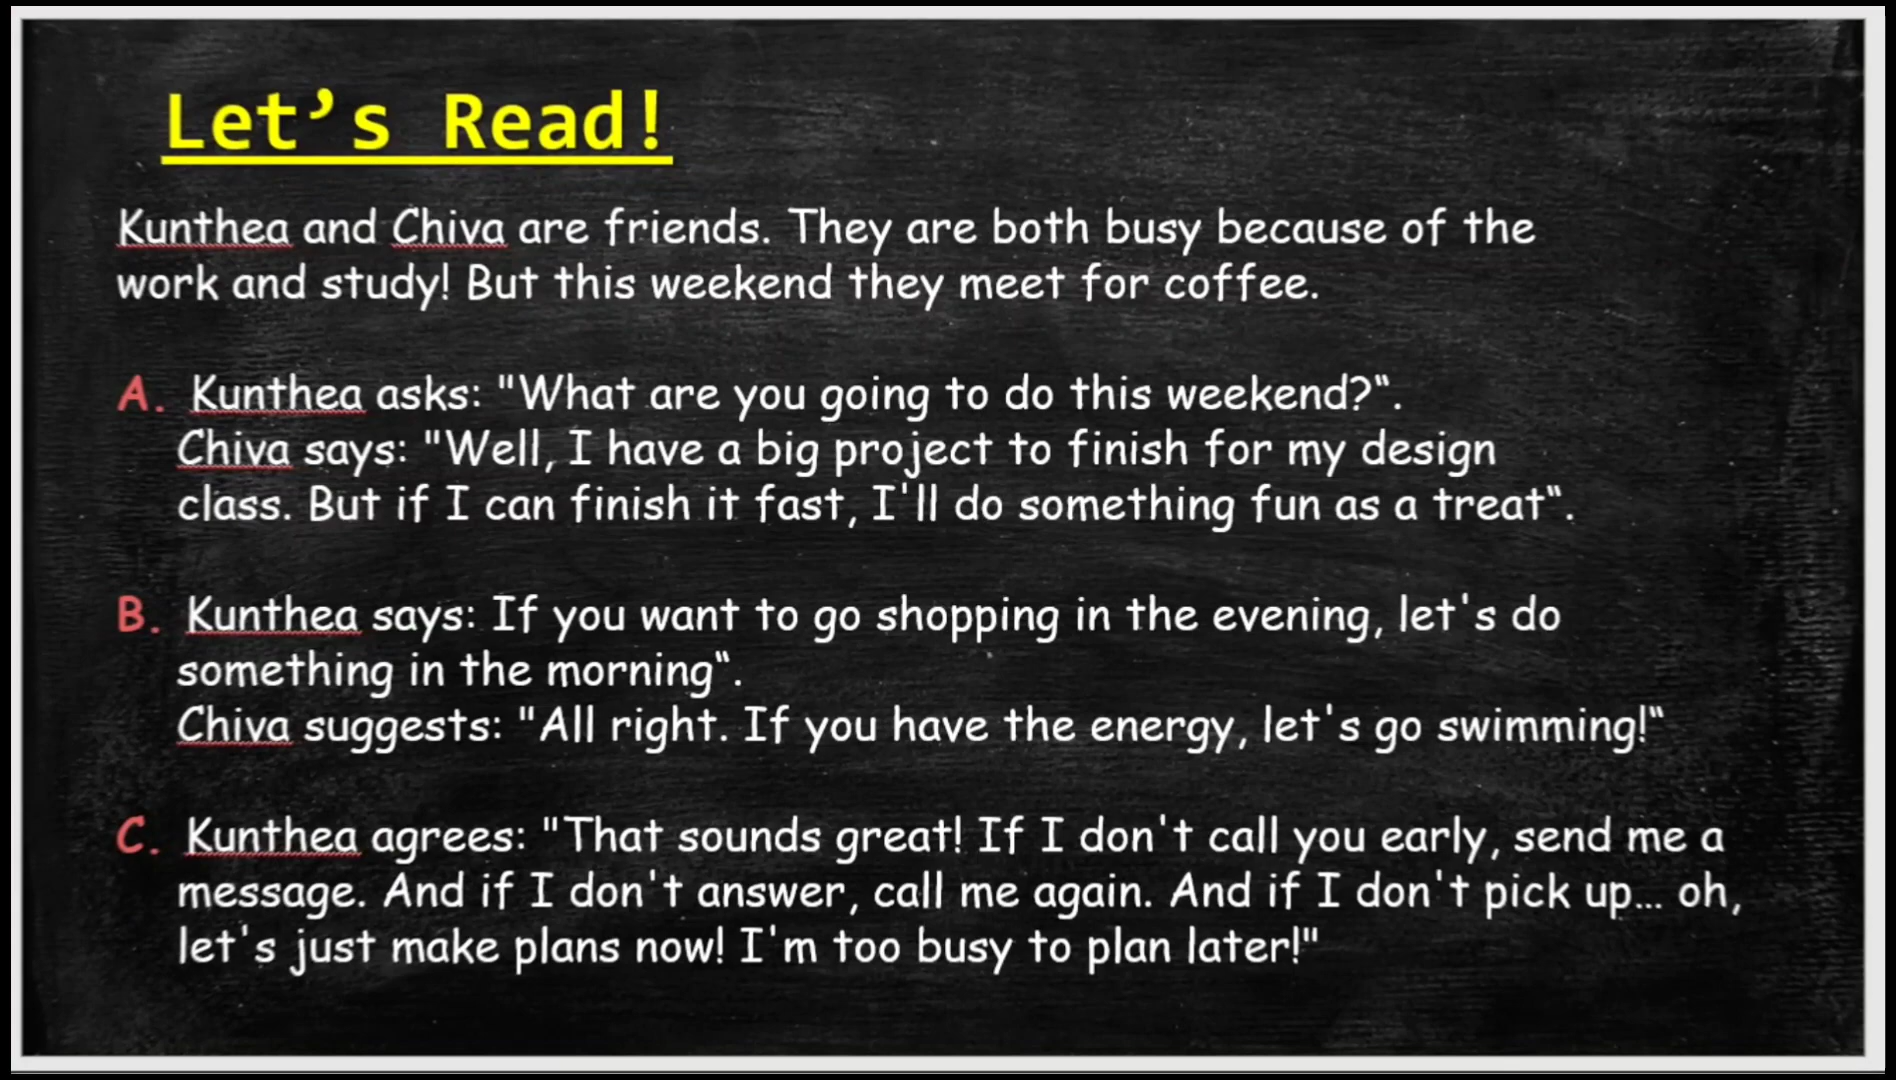 Let’s Read!
Kunthea and Chiva are friends. They are both busy because of the
work and study! But this weekend they meet for coffee.
A. Kunthea asks: "What are you going to do this weekend?“.
Chiva says: "Well, I have a big project to finish for my design
class. But if I can finish it fast, I'll do something fun as a treat“.
B. Kunthea says: If you want to go shopping in the evening, let's do
something in the morning“.
Chiva suggests: "All right. If you have the energy, let's go swimming!“
C. Kunthea agrees: "That sounds great! If I don't call you early, send me a
message. And if I don't answer, call me again. And if I don't pick up… oh,
let's just make plans now! I'm too busy to plan later!"